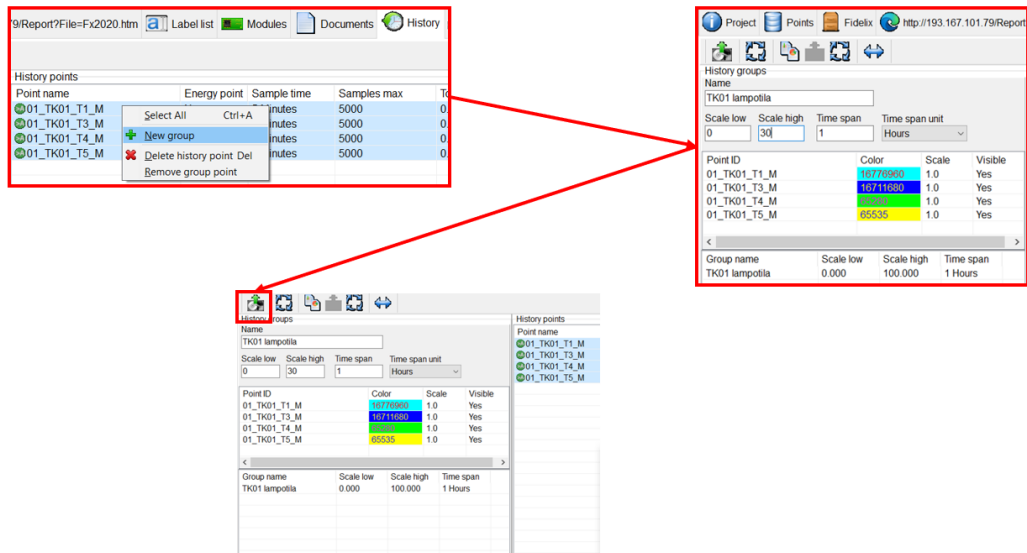 79/Report?File=Fx2020.htm Label list Modules Documents History
History points
Point name Energy point Sample time Samples max
01_TK01_T1_M 5000 0.
01_TK01_T3_M inutes 5000 0.
01_TK01_T4_M inutes 5000 0.
01_TK01_T5_M inutes 5000 0.
Select All Ctrl+A
New group
Delete history point Del
Remove group point
Project Points Fidelix http://193.167.101.79/Report
History groups
Name
TK01 lampotila
Scale low Scale high Time span Time span unit
0 30 1 Hours
Point ID Color Scale Visible
01_TK01_T1_M 16776960 1.0 Yes
01_TK01_T3_M 16711680 1.0 Yes
01_TK01_T4_M 65280 1.0 Yes
01_TK01_T5_M 65535 1.0 Yes
Group name Scale low Scale high Time span
TK01 lampotila 0.000 100.000 1 Hours
History groups
Name
TK01 lampotila
Scale low Scale high Time span Time span unit
0 30 1 Hours
Point ID Color Scale Visible
01_TK01_T1_M 16776960 1.0 Yes
01_TK01_T3_M 16711680 1.0 Yes
01_TK01_T4_M 65280 1.0 Yes
01_TK01_T5_M 65535 1.0 Yes
Group name Scale low Scale high Time span
TK01 lampotila 0.000 100.000 1 Hours
History points
Point name
01_TK01_T1_M
01_TK01_T3_M
01_TK01_T4_M
01_TK01_T5_M